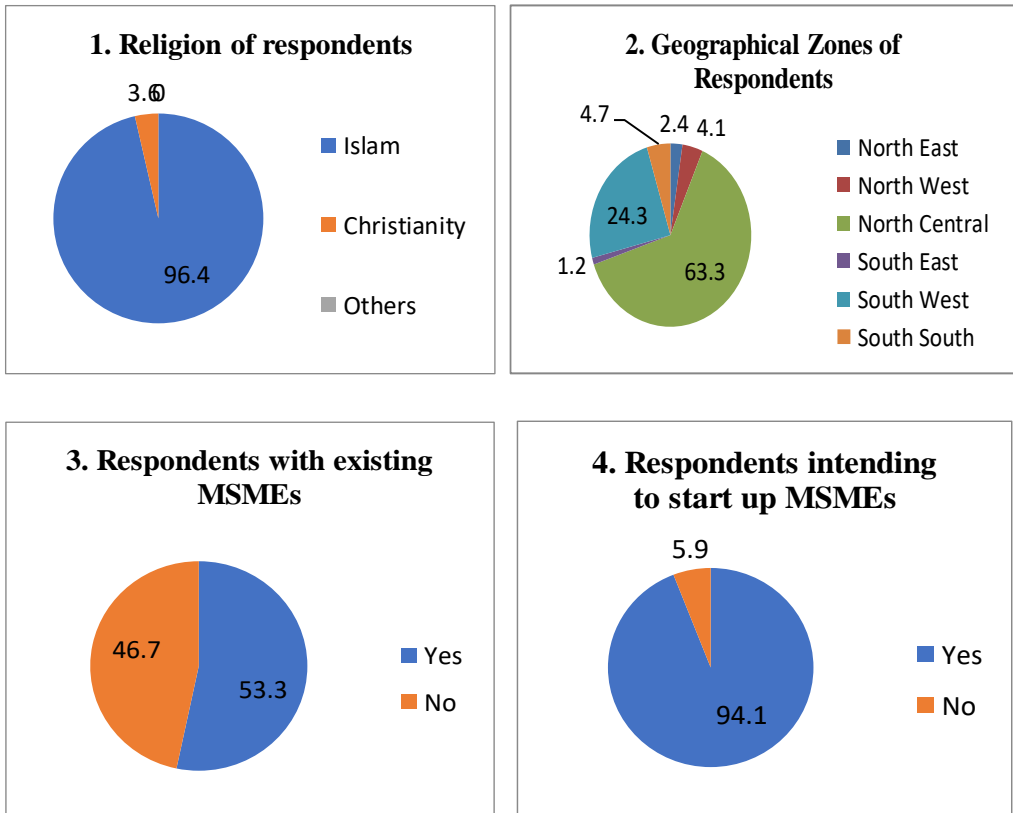 1. Religion of respondents
3.6 0
96.4
Islam
Christianity
Others
2. Geographical Zones of
Respondents
4.7
2.4
4.1
24.3
1.2
63.3
North East
North West
North Central
South East
South West
South South
3. Respondents with existing
MSMEs
46.7
53.3
Yes
No
4. Respondents intending
to start up MSMEs
5.9
94.1
Yes
No